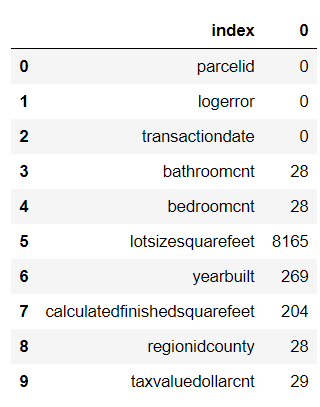 index 0
0 parcelid 0
1 logerror 0
2 transactiondate 0
3 bathroomcnt 28
4 bedroomcnt 28
5 lotsizesquarefeet 8165
6 yearbuilt 269
7 calculatedfinishedsquarefeet 204
8 regionidcounty 28
9 taxvaluedollarcnt 29